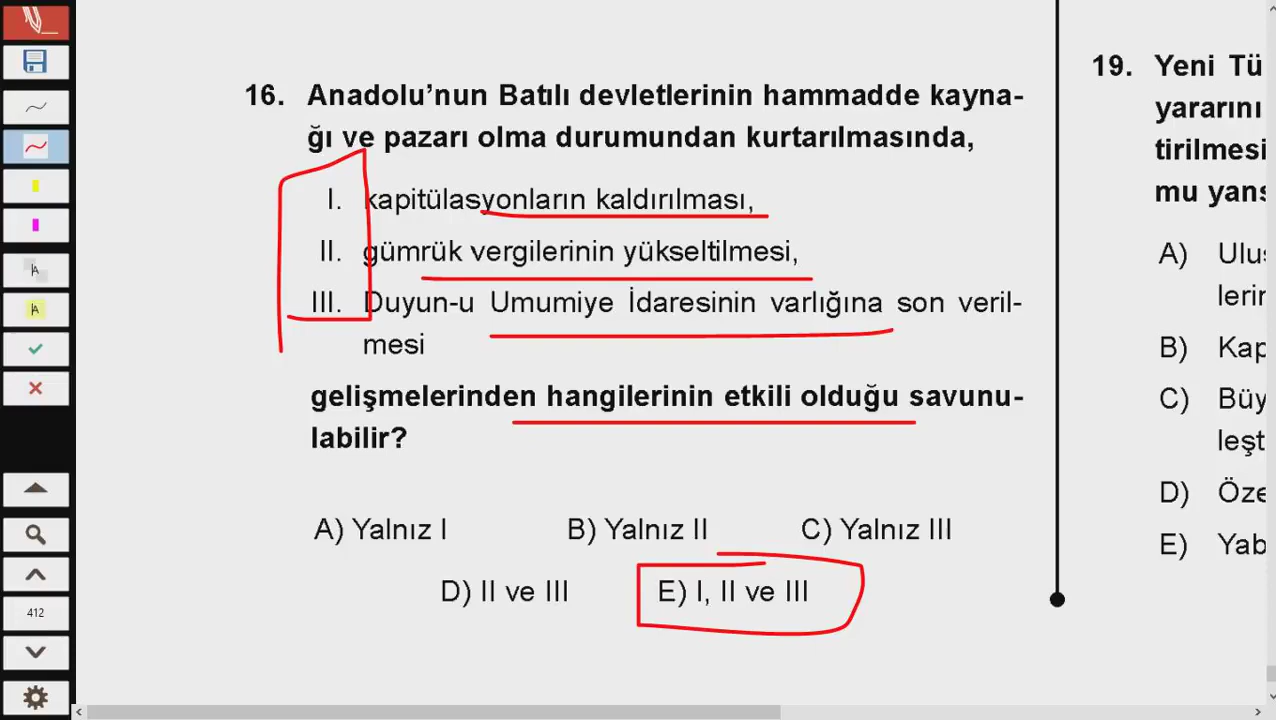 16. Anadolu’nun Batılı devletlerinin hammadde kayna-
ğı ve pazarı olma durumundan kurtarılmasında,
I. kapitülasyonların kaldırılması,
II. gümrük vergilerinin yükseltilmesi,
III. Duyun-u Umumiye İdaresinin varlığına son veril-
mesi
gelişmelerinden hangilerinin etkili olduğu savunu-
labilir?
A) Yalnız I B) Yalnız II C) Yalnız III
D) II ve III E) I, II ve III
19. Yeni Tü
yararını
tirilmesi
mu yans
A) Ulus
lerin
B) Kap
C) Büy
leşt
D) Öze
E) Yab
412